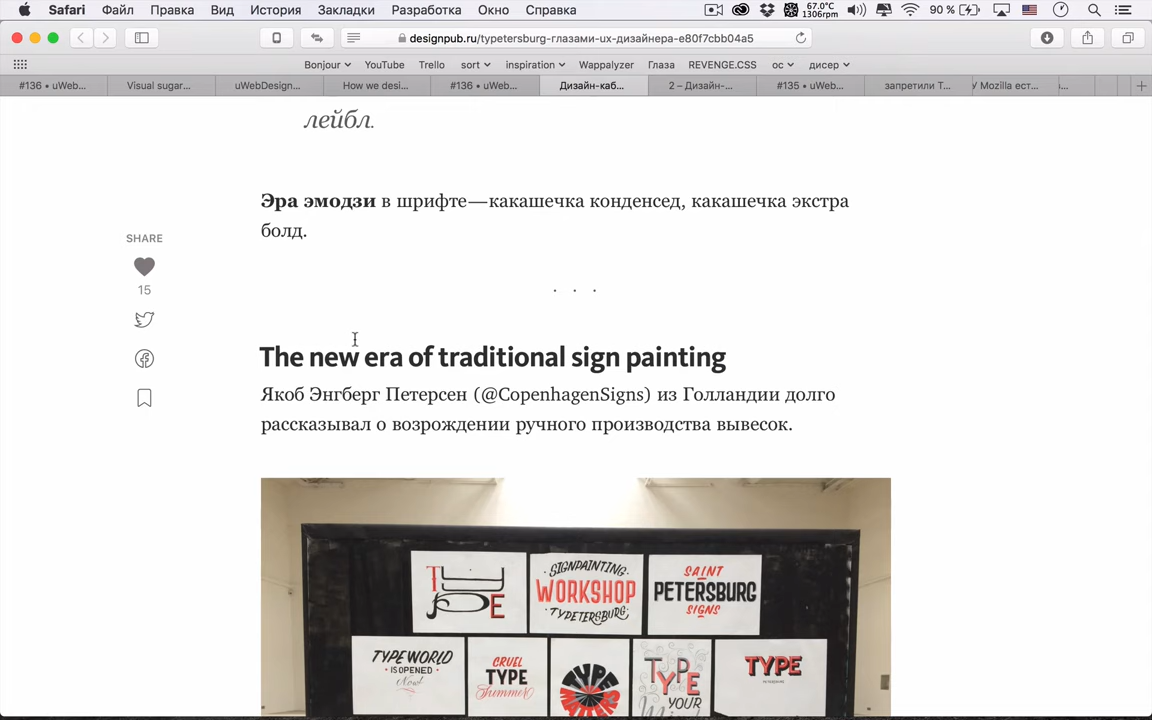 Safari Файл Правка Вид История Закладки Разработка Окно Справка 67.0°C 1306rpm 90 %
designpub.ru/typetersburg-глазами-ux-дизайнера-e80f7cbb04a5
Bonjour YouTube Trello sort inspiration Wappalyzer Глаза REVENGE.CSS ос дисер
#136 • uWeb... Visual sugar... uWebDesign... How we desi... #136 • uWeb... Дизайн-каб... 2 – Дизайн-... #135 • uWeb... запретили T... У Mozilla ест...
лейбл.
Эра эмодзи в шрифте—какашечка конденсед, какашечка экстра
болд.
SHARE
15
. . .
The new era of traditional sign painting
Якоб Энгберг Петерсен (@CopenhagenSigns) из Голландии долго
рассказывал о возрождении ручного производства вывесок.
TYPE
SIGNPAINTING
WORKSHOP
TYPETERSBURG
SAINT
PETERSBURG
SIGNS
TYPEWORLD
IS OPENED
Now!
CRUEL
TYPE
Summer
TYPE
TYPE
YOUR
TYPE